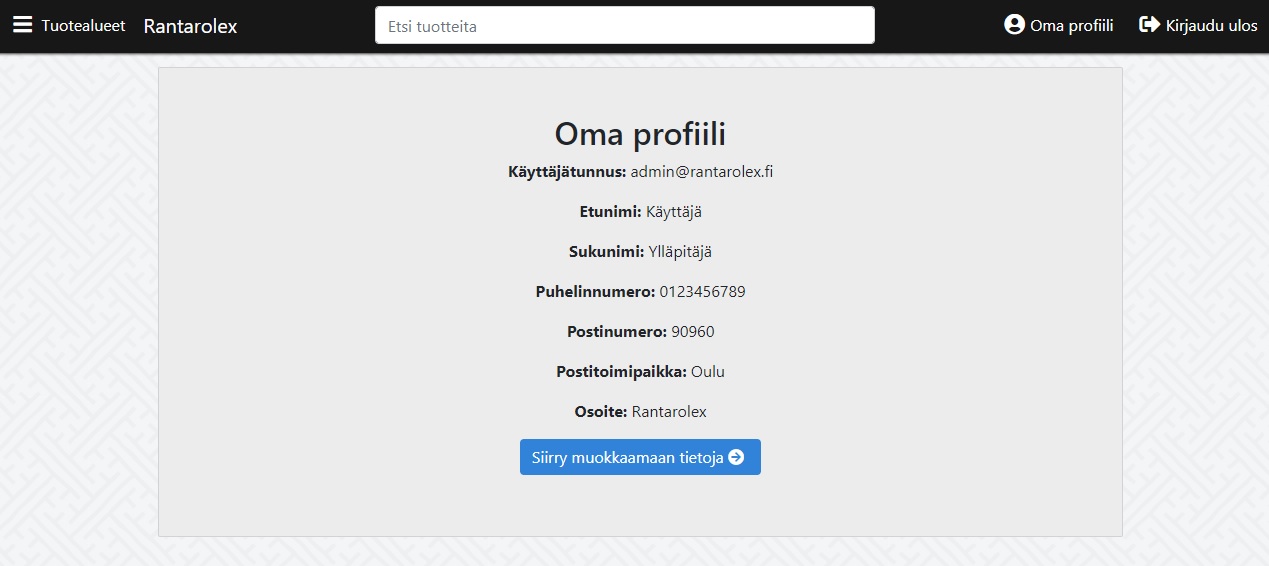 Tuotealueet Rantarolex Etsi tuotteita Oma profiili Kirjaudu ulos
Oma profiili
Käyttäjätunnus: admin@rantarolex.fi
Etunimi: Käyttäjä
Sukunimi: Ylläpitäjä
Puhelinnumero: 0123456789
Postinumero: 90960
Postitoimipaikka: Oulu
Osoite: Rantarolex
Siirry muokkaamaan tietoja